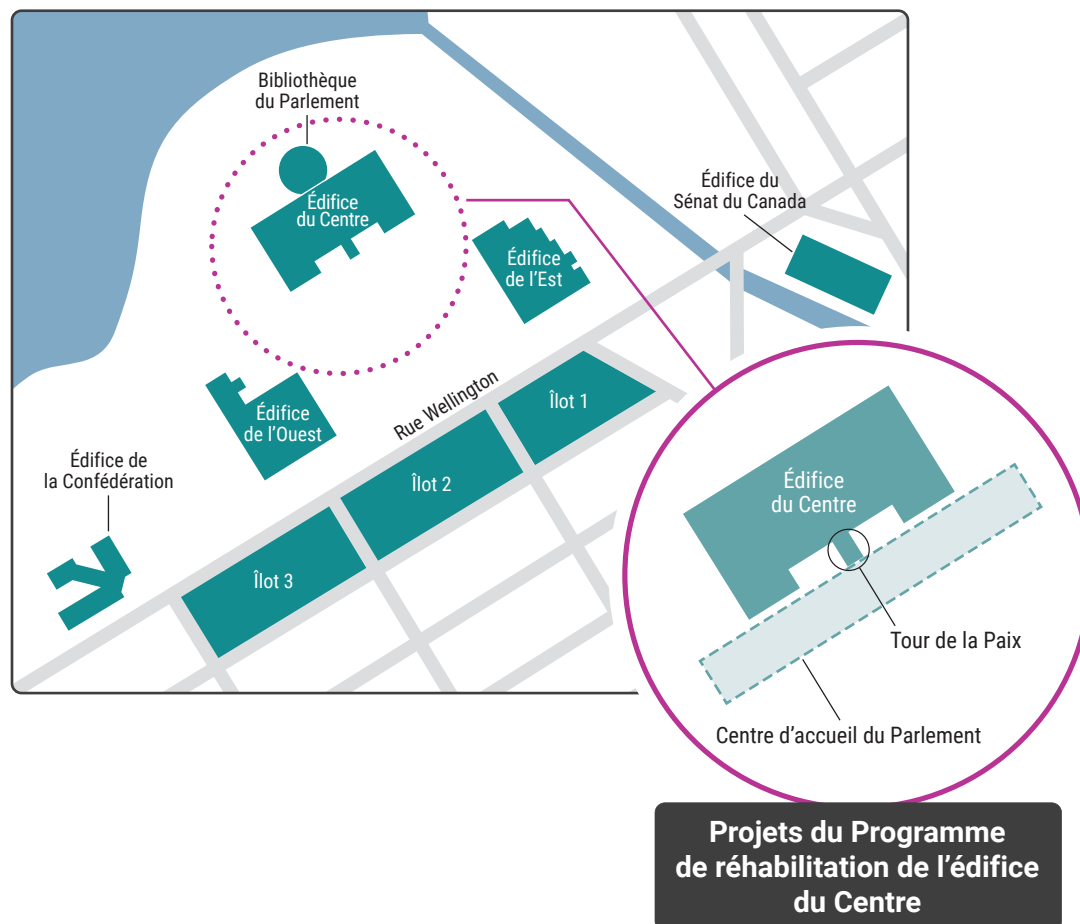 Bibliothèque
du Parlement
Édifice
du Centre
Édifice du
Sénat du Canada
Édifice
de l'Est
Rue Wellington
Îlot 1
Édifice
de l'Ouest
Îlot 2
Édifice de
la Confédération
Îlot 3
Édifice
du Centre
Tour de la Paix
Centre d'accueil du Parlement
Projets du Programme
de réhabilitation de l'édifice
du Centre